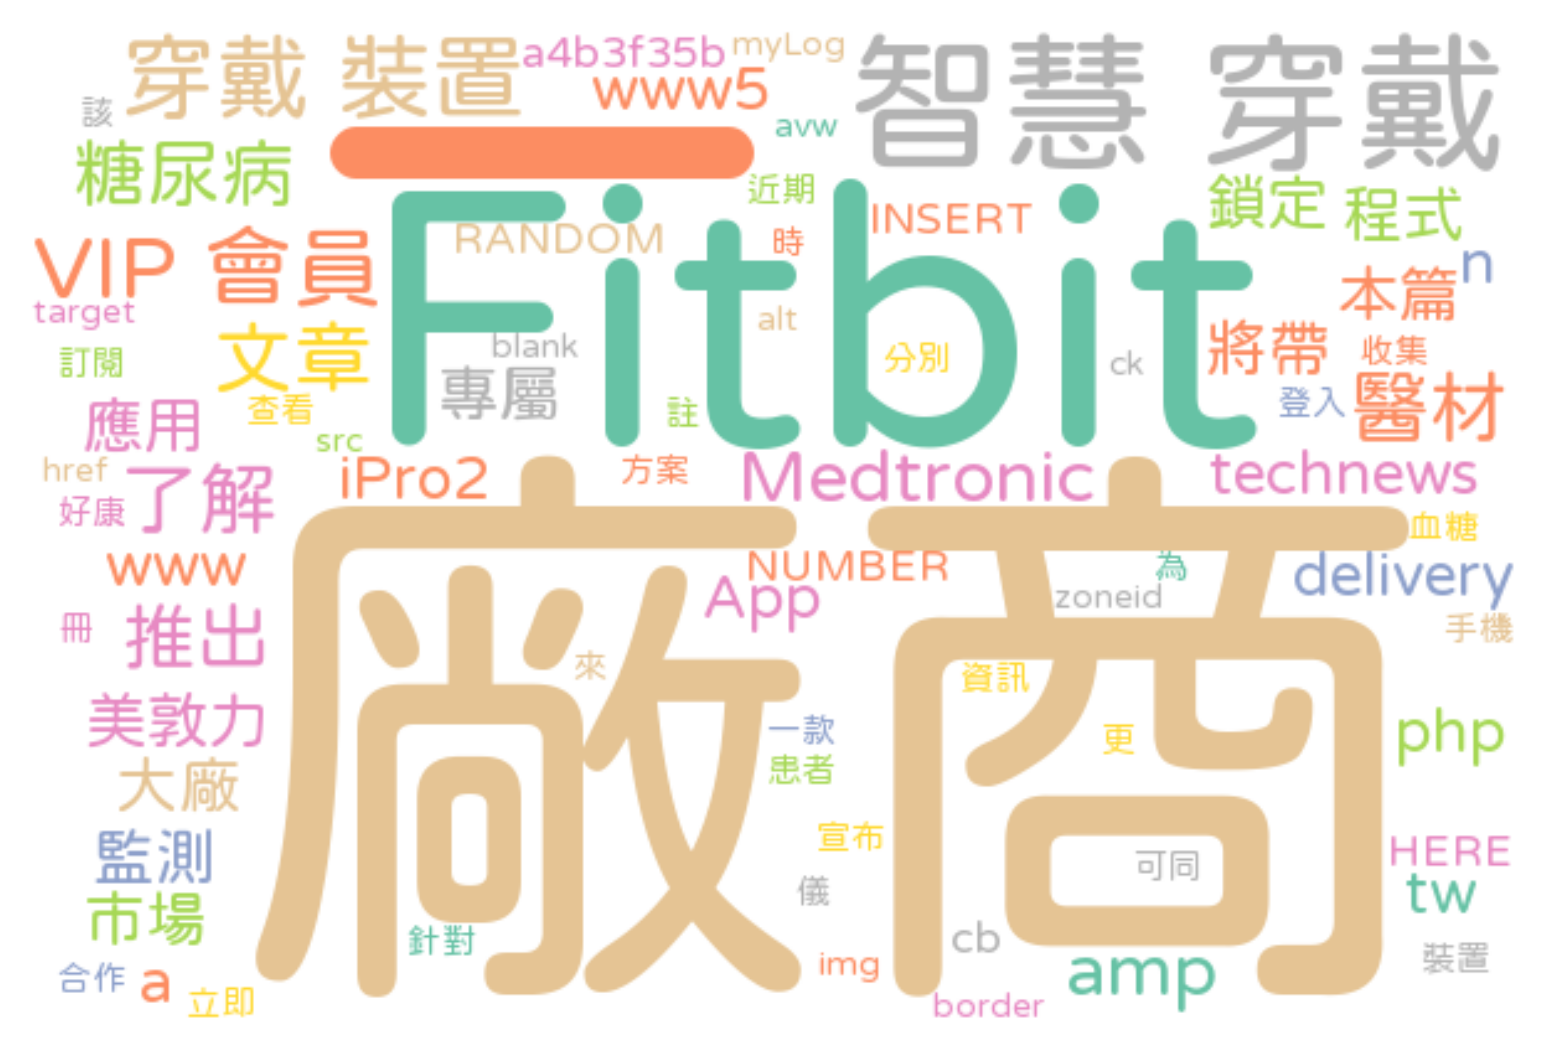 穿戴 裝置
a4b3f35b
myLog
智慧 穿戴
www5
該
avw
糖尿病
近期
鎖定
程式
INSERT
RANDOM
時
VIP 會員
Fitbit
n
本篇
target
alt
文章
將帶
blank
分別
ck
收集
訂閱
專屬
查看
註
登入
醫材
應用
src
href
了解
iPro2
方案
Medtronic
technews
好康
血糖
www
廠商
NUMBER
為
delivery
App
zoneid
冊
推出
手機
來
資訊
美敦力
一款
更
php
大廠
患者
監測
宣布
HERE
可同
儀
tw
市場
針對
cb
裝置
合作
a
立即
img
amp
border